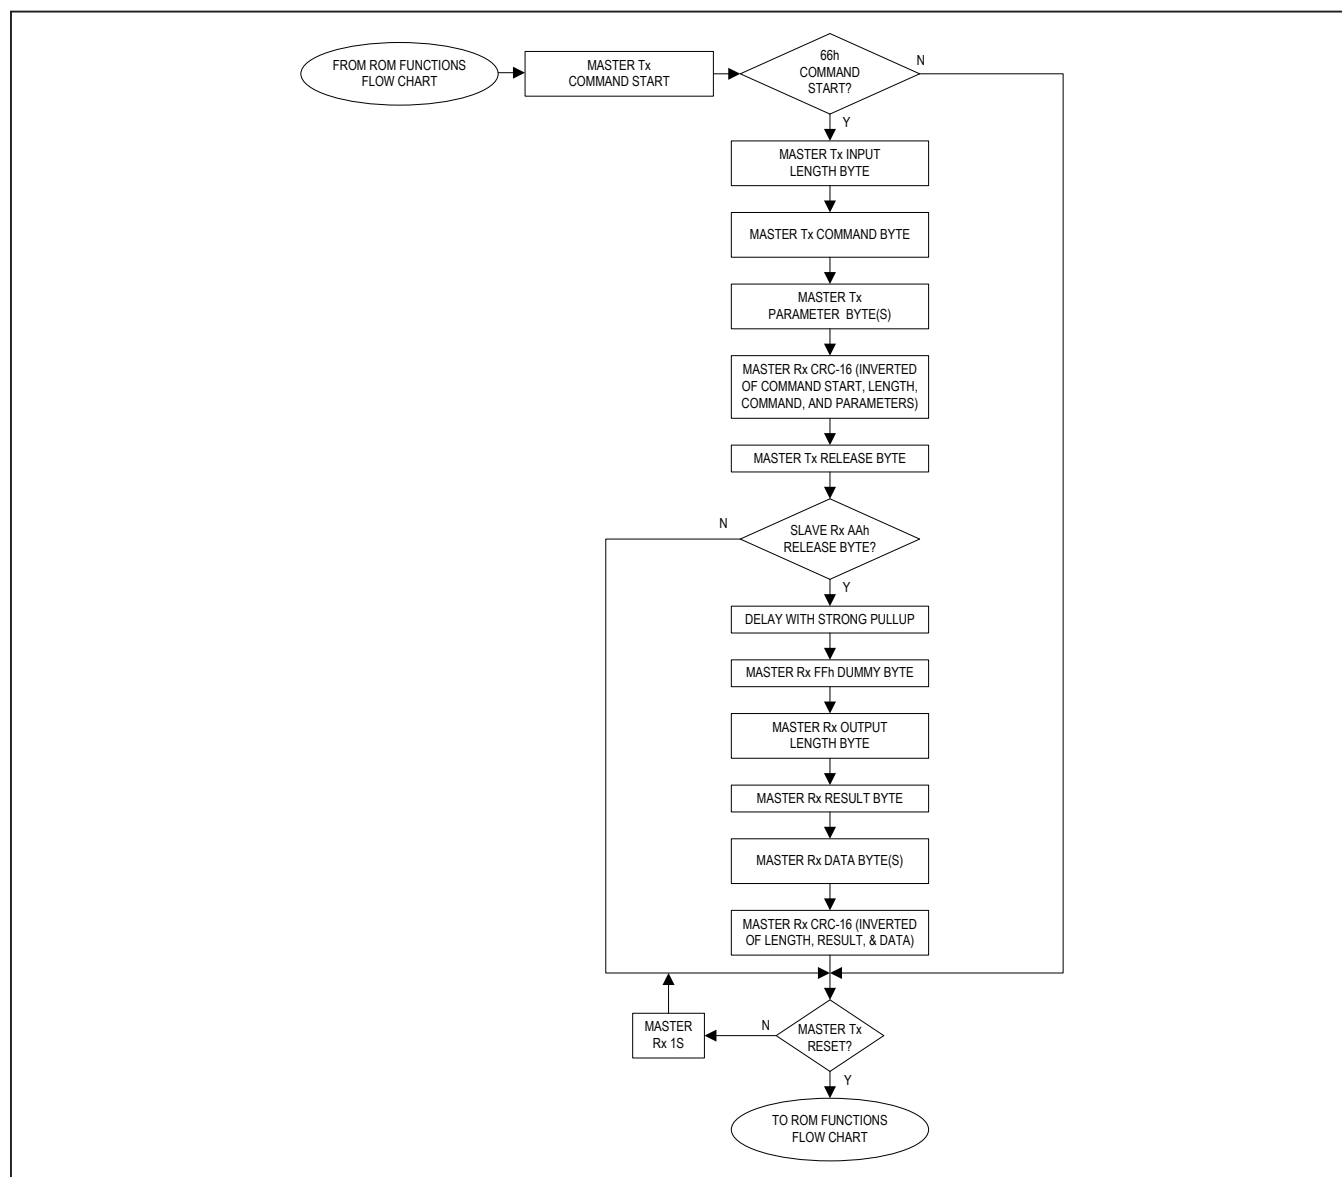 FROM ROM FUNCTIONS
FLOW CHART
MASTER Tx
COMMAND START
66h
COMMAND
START?
N
Y
MASTER Tx INPUT
LENGTH BYTE
MASTER Tx COMMAND BYTE
MASTER Tx
PARAMETER BYTE(S)
MASTER Rx CRC-16 (INVERTED
OF COMMAND START, LENGTH,
COMMAND, AND PARAMETERS)
MASTER Tx RELEASE BYTE
N
SLAVE Rx AAh
RELEASE BYTE?
Y
DELAY WITH STRONG PULLUP
MASTER Rx FFh DUMMY BYTE
MASTER Rx OUTPUT
LENGTH BYTE
MASTER Rx RESULT BYTE
MASTER Rx DATA BYTE(S)
MASTER Rx CRC-16 (INVERTED
OF LENGTH, RESULT, & DATA)
MASTER
Rx 1S
N
MASTER Tx
RESET?
Y
TO ROM FUNCTIONS
FLOW CHART